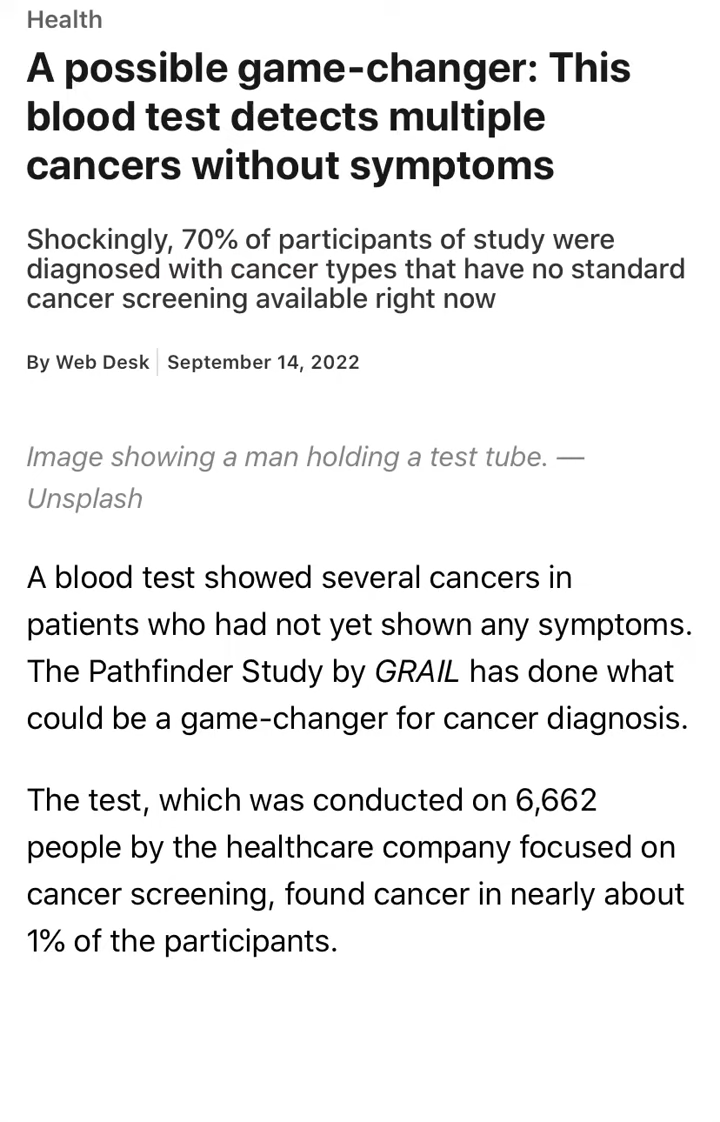 Health
A possible game-changer: This
blood test detects multiple
cancers without symptoms
Shockingly, 70% of participants of study were
diagnosed with cancer types that have no standard
cancer screening available right now
By Web Desk | September 14, 2022
Image showing a man holding a test tube. —
Unsplash
A blood test showed several cancers in
patients who had not yet shown any symptoms.
The Pathfinder Study by GRAIL has done what
could be a game-changer for cancer diagnosis.
The test, which was conducted on 6,662
people by the healthcare company focused on
cancer screening, found cancer in nearly about
1% of the participants.